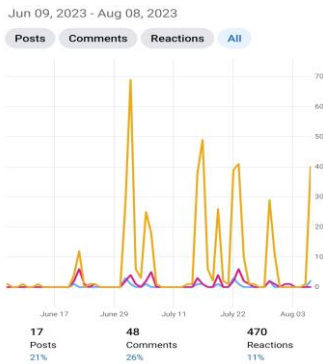 Jun 09, 2023 - Aug 08, 2023
Posts Comments Reactions All
70
60
50
40
30
20
10
0
June 17 June 29 July 11 July 22 Aug 03
17 48 470
Posts Comments Reactions
21% 26% 11%